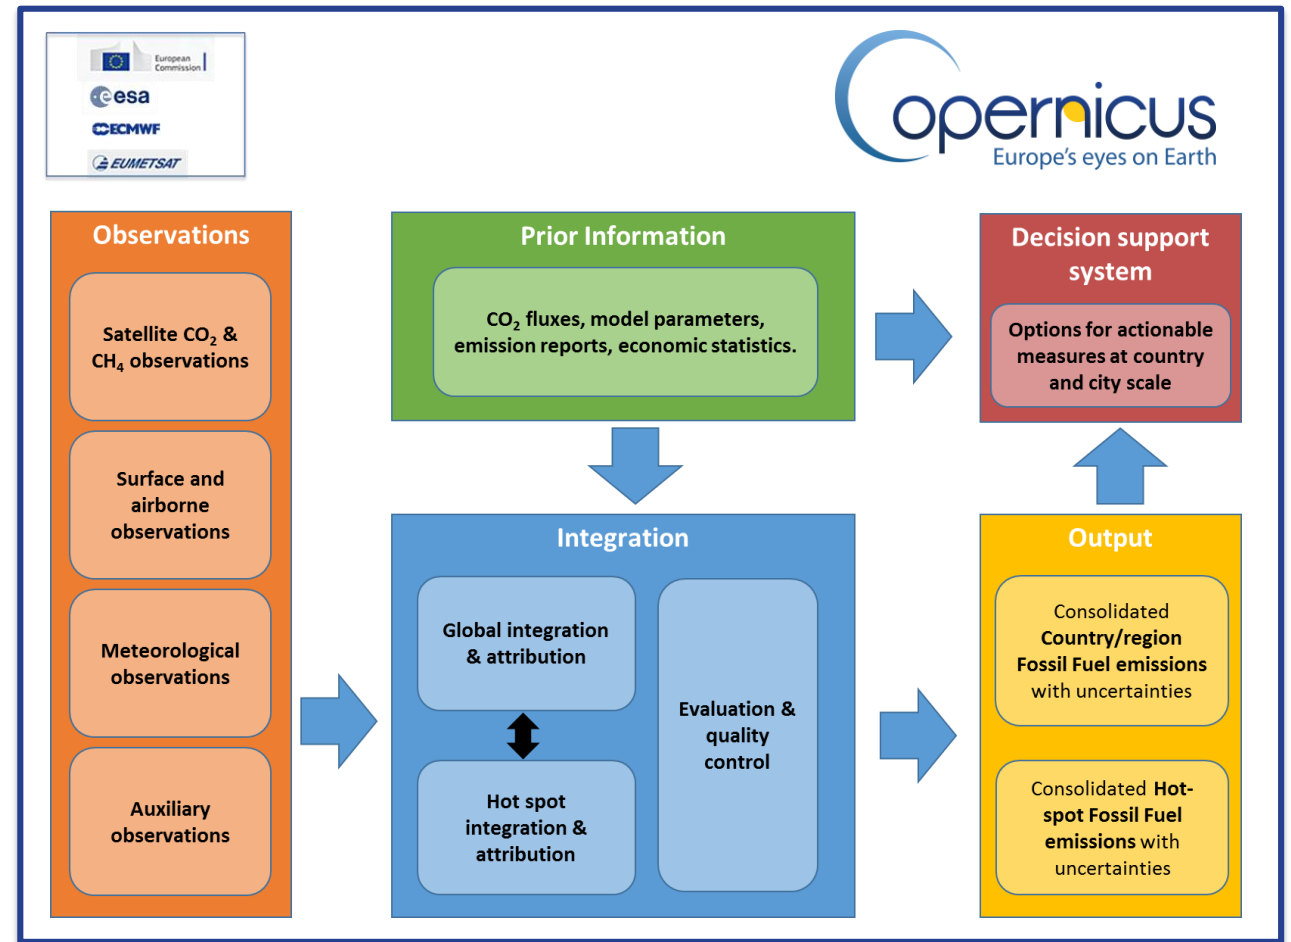 European
Commission
esa
ECMWF
EUMETSAT
Copernicus
Europe's eyes on Earth
Observations
Satellite CO₂ &
CH₄ observations
Surface and
airborne
observations
Meteorological
observations
Auxiliary
observations
Prior Information
CO₂ fluxes, model parameters,
emission reports, economic statistics.
Integration
Global integration
& attribution
Hot spot
integration &
attribution
Evaluation &
quality
control
Decision support
system
Options for actionable
measures at country
and city scale
Output
Consolidated
Country/region
Fossil Fuel emissions
with uncertainties
Consolidated Hot-
spot Fossil Fuel
emissions with
uncertainties